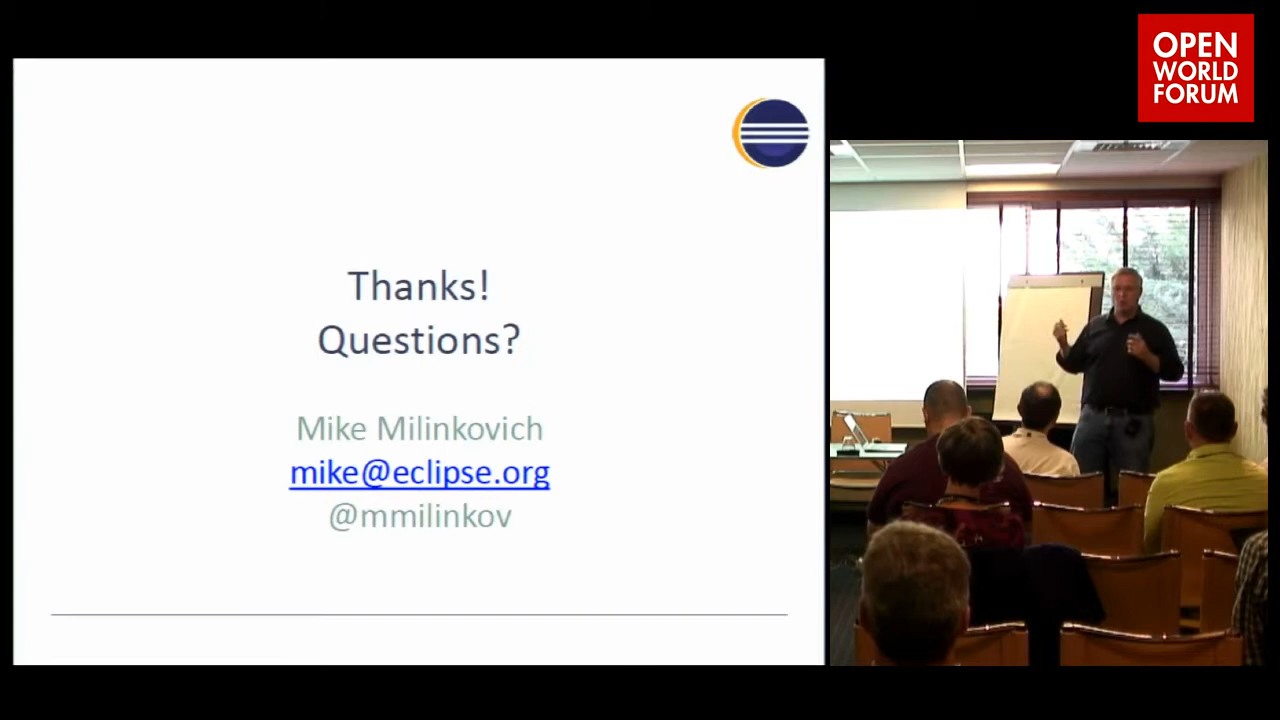 OPEN
WORLD
FORUM
Thanks!
Questions?
Mike Milinkovich
mike@eclipse.org
@mmilinkov